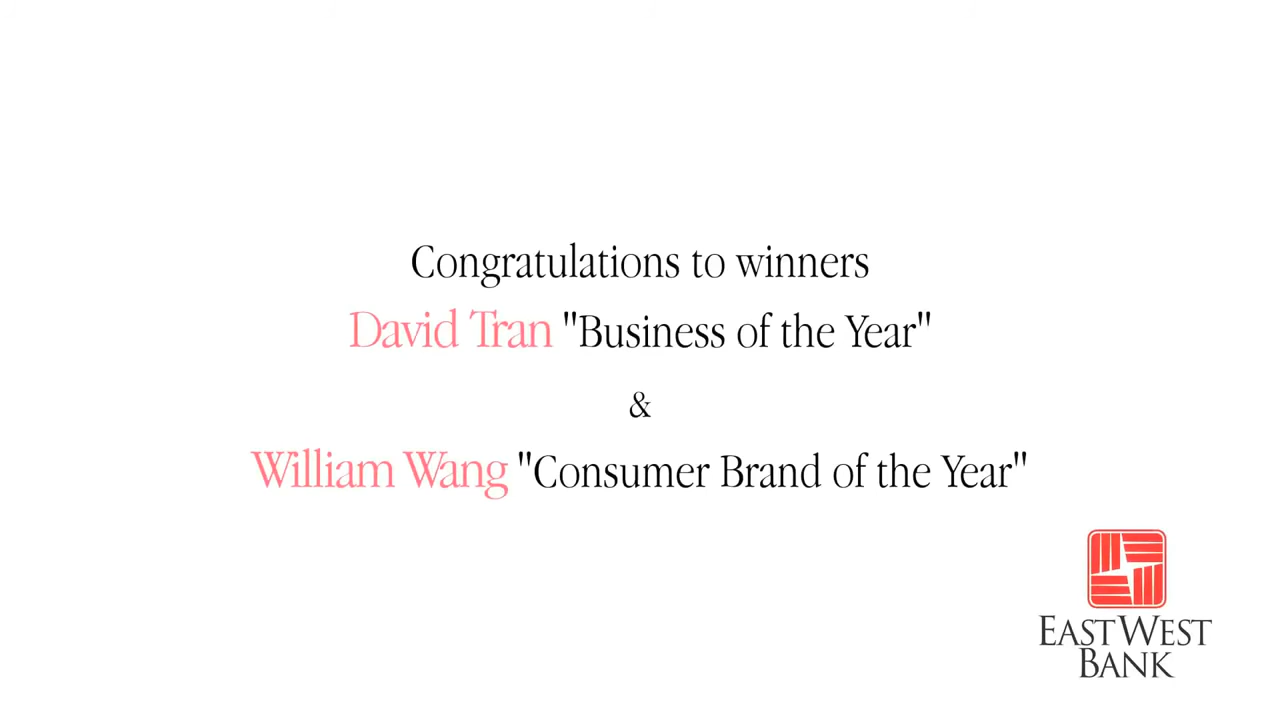 Congratulations to winners
David Tran "Business of the Year"
&
William Wang "Consumer Brand of the Year"
EAST WEST
BANK